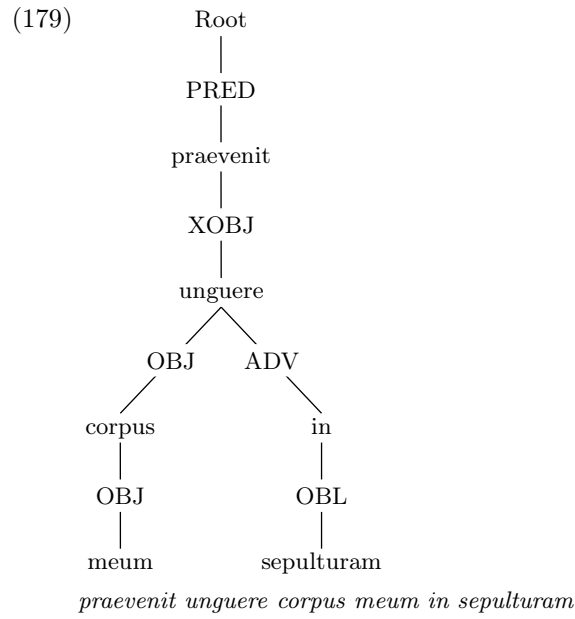 (179) Root
PRED
praevenit
XOBJ
unguere
OBJ ADV
corpus in
OBJ OBL
meum sepulturam
praevenit unguere corpus meum in sepulturam